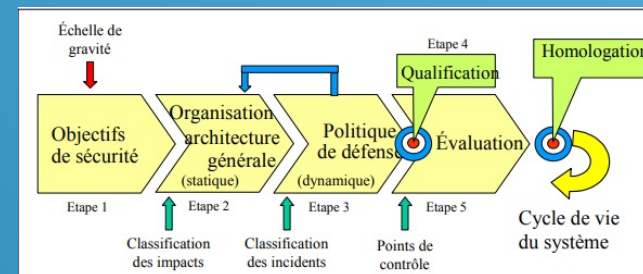 Échelle de
gravité
Etape 4
Qualification
Homologation
Objectifs
de sécurité
Organisation
architecture
générale
(statique)
Politique
de défense
(dynamique)
Évaluation
Etape 1
Etape 2
Etape 3
Etape 5
Classification
des impacts
Classification
des incidents
Points de
contrôle
Cycle de vie
du système